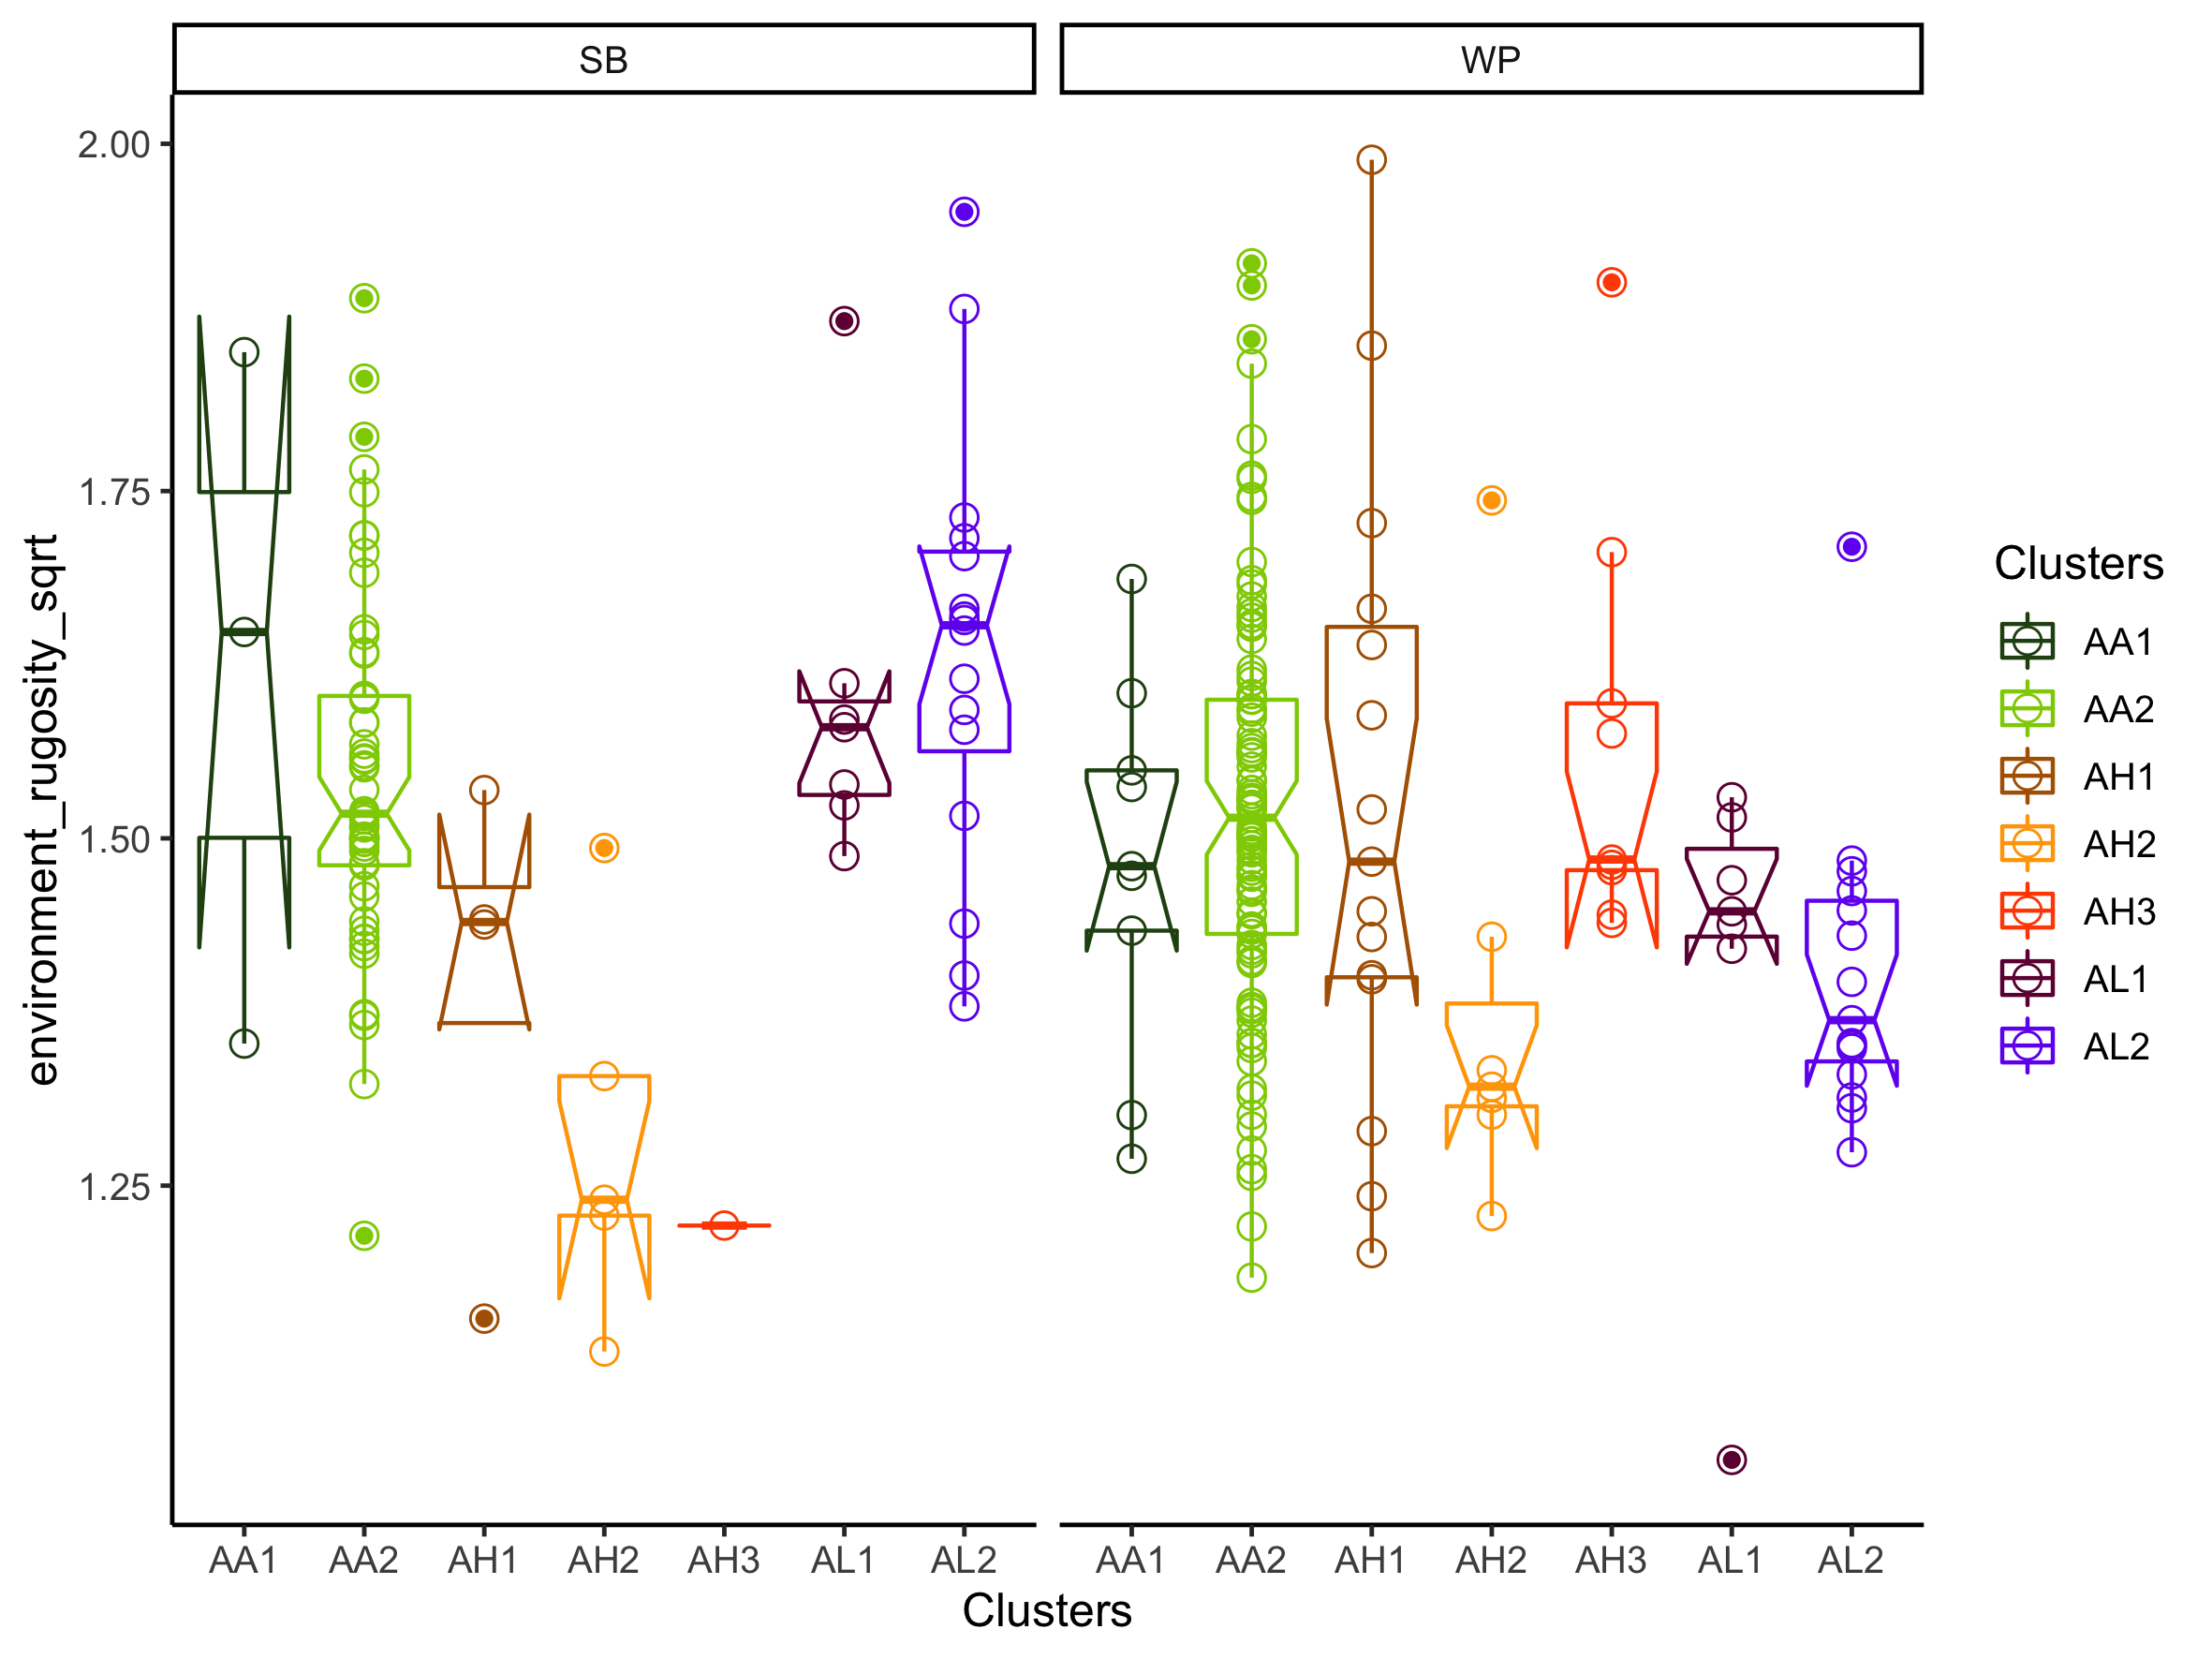 SB WP
2.00
1.75
1.50
1.25
environment_rugosity_sqrt
AA1 AA2 AH1 AH2 AH3 AL1 AL2 AA1 AA2 AH1 AH2 AH3 AL1 AL2
Clusters
Clusters
AA1
AA2
AH1
AH2
AH3
AL1
AL2